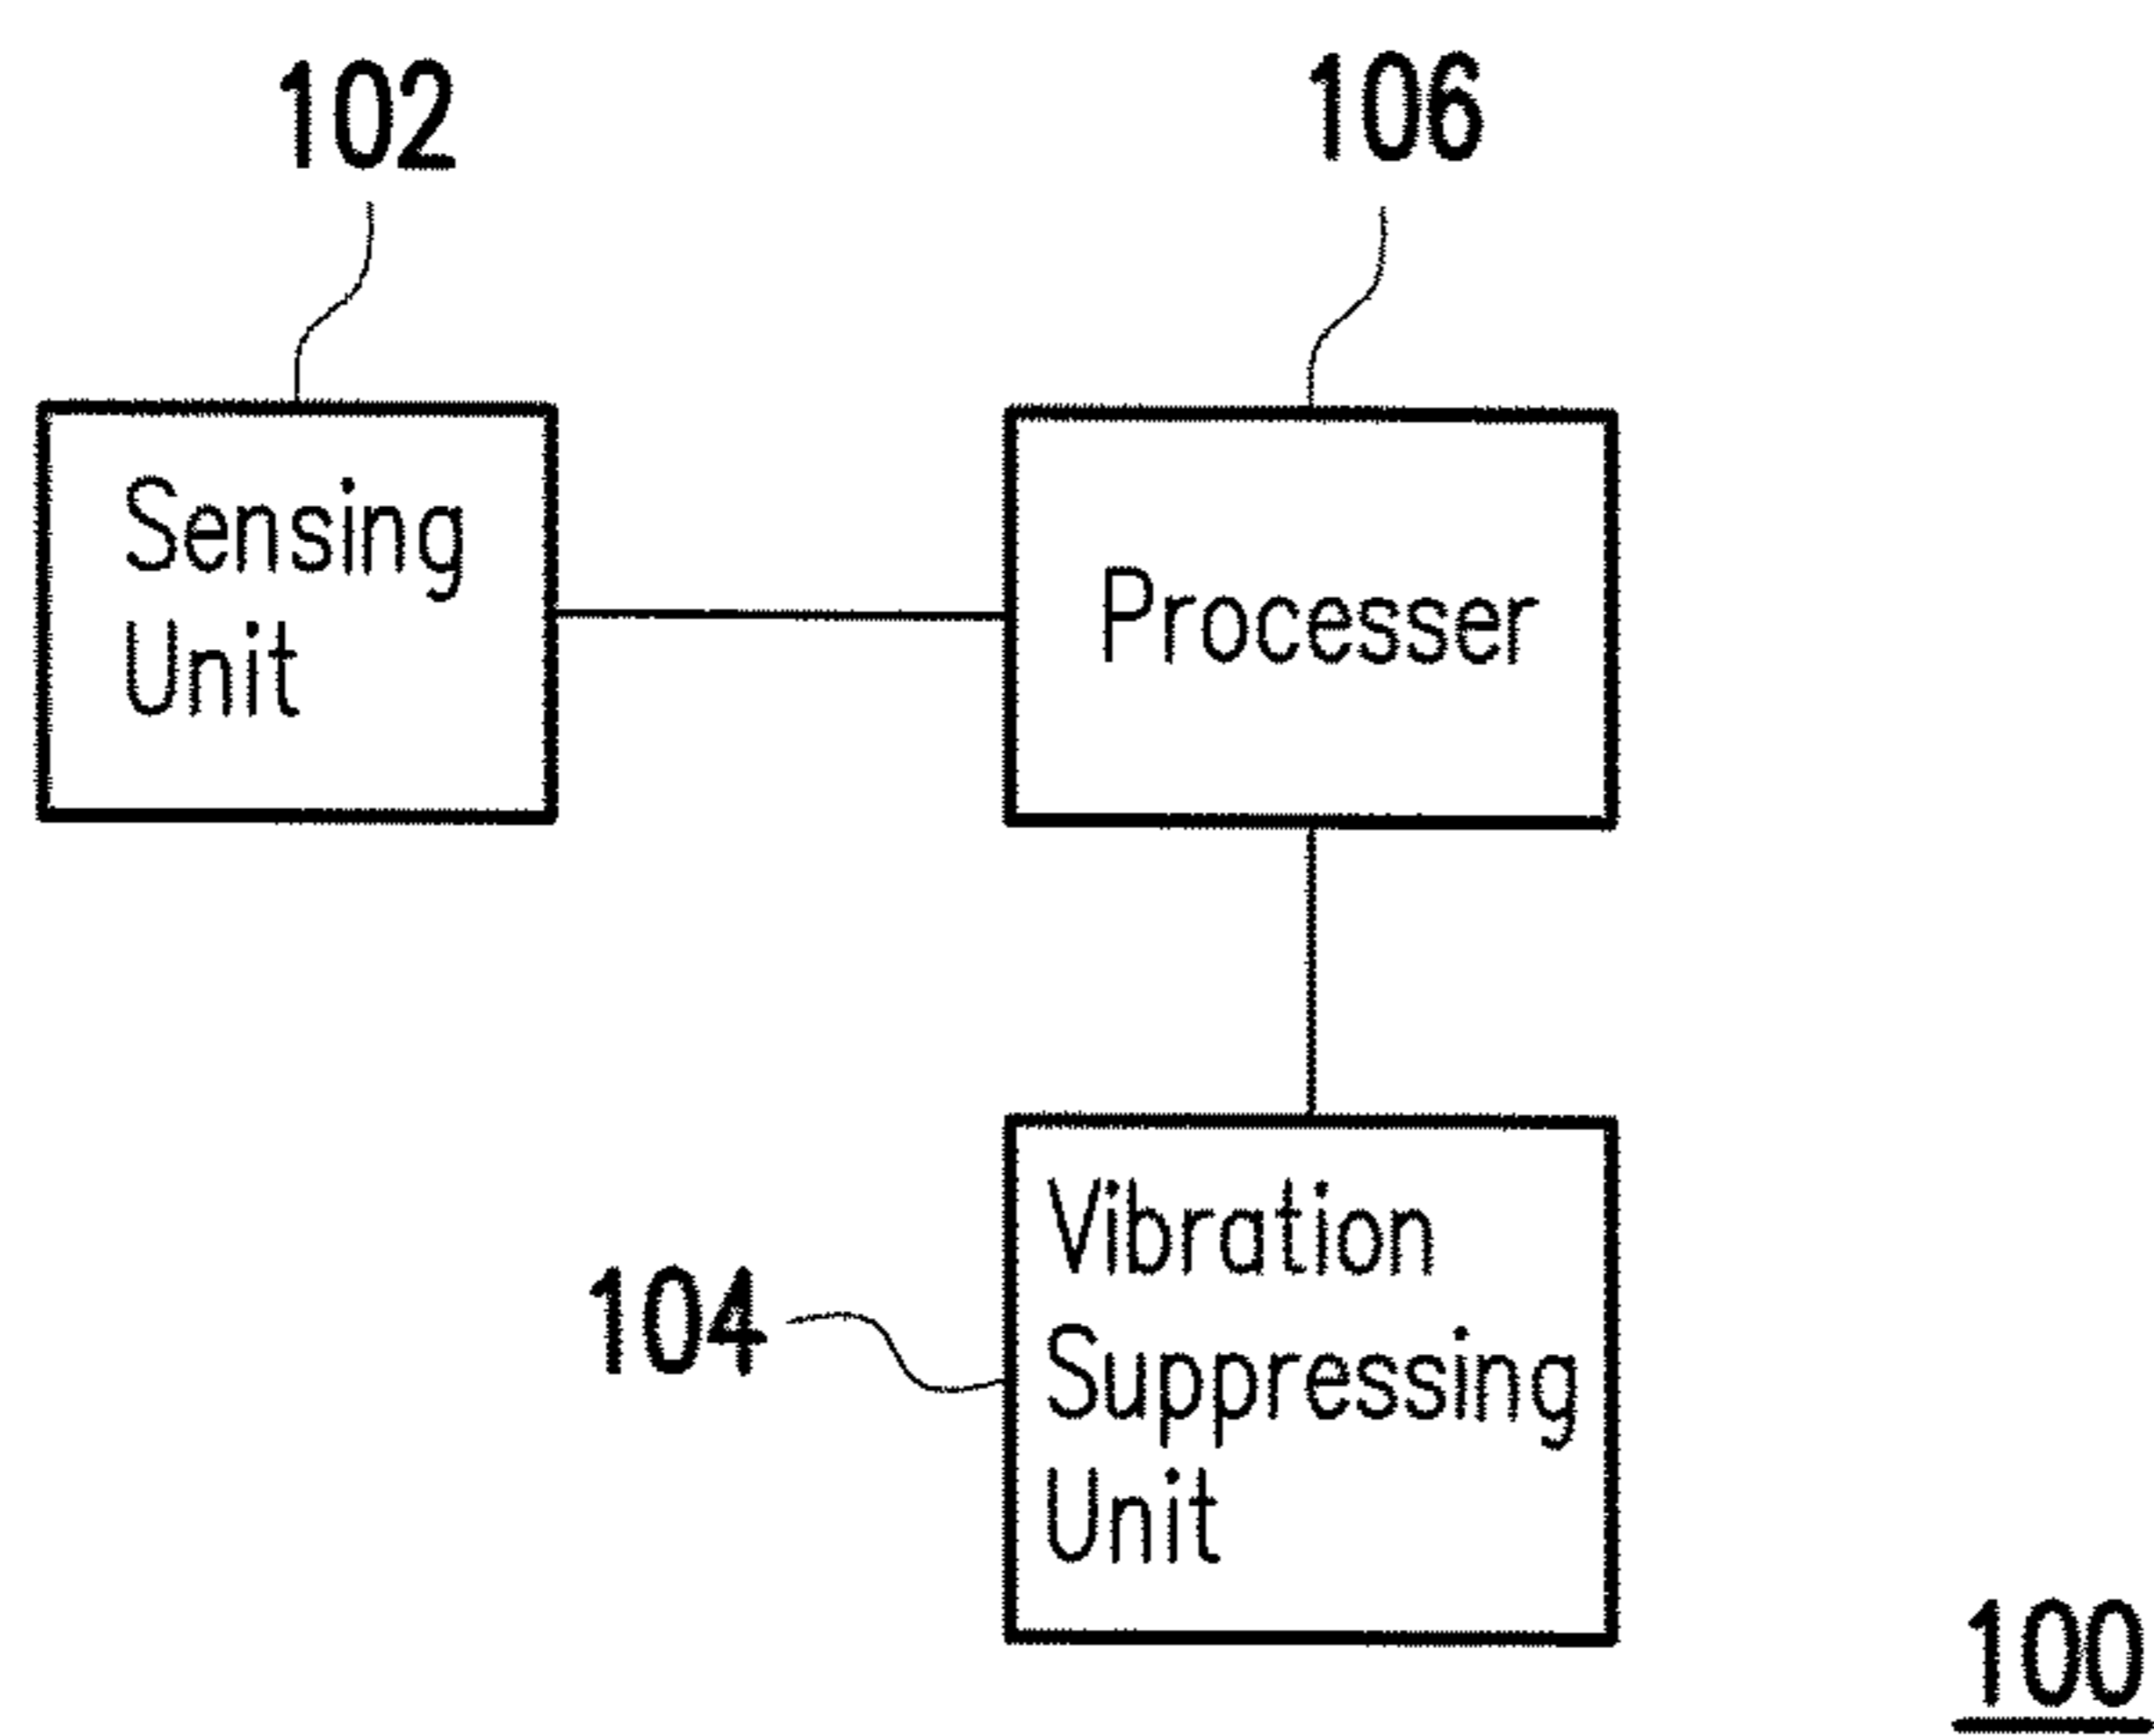 102
106
Sensing
Unit
Processer
104
Vibration
Suppressing
Unit
100